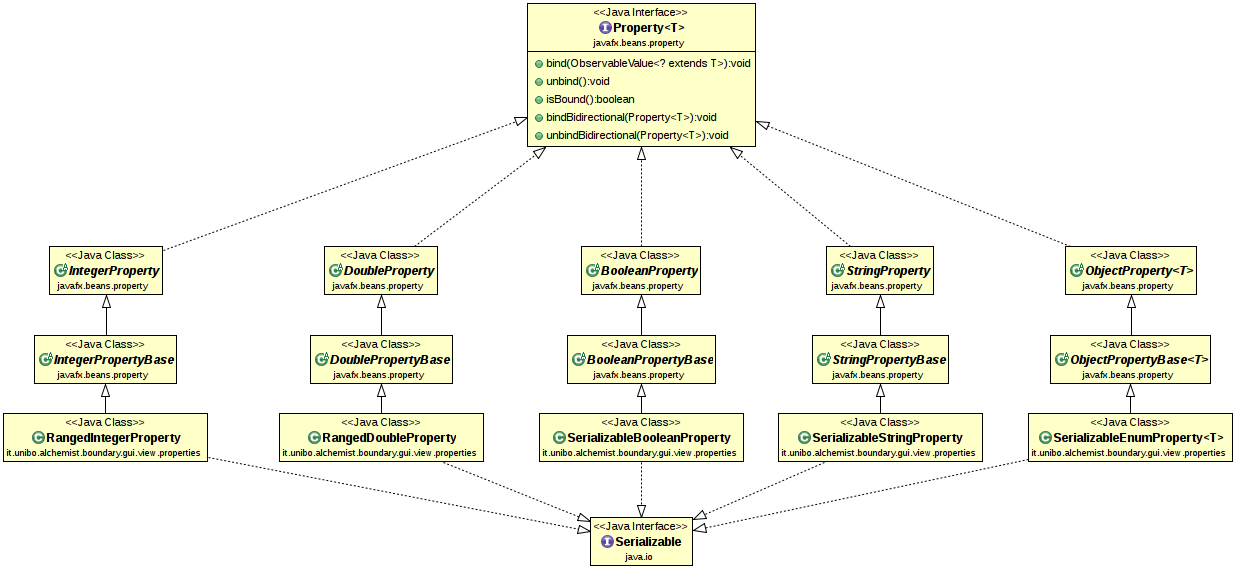 <<Java Interface>>
Property<T>
javafx.beans.property
bind(ObservableValue<? extends T>):void
unbind():void
isBound():boolean
bindBidirectional(Property<T>):void
unbindBidirectional(Property<T>):void
<<Java Class>>
IntegerProperty
javafx.beans.property
<<Java Class>>
DoubleProperty
javafx.beans.property
<<Java Class>>
BooleanProperty
javafx.beans.property
<<Java Class>>
StringProperty
javafx.beans.property
<<Java Class>>
ObjectProperty<T>
javafx.beans.property
<<Java Class>>
IntegerPropertyBase
javafx.beans.property
<<Java Class>>
DoublePropertyBase
javafx.beans.property
<<Java Class>>
BooleanPropertyBase
javafx.beans.property
<<Java Class>>
StringPropertyBase
javafx.beans.property
<<Java Class>>
ObjectPropertyBase<T>
javafx.beans.property
<<Java Class>>
RangedIntegerProperty
it.unibo.alchemist.boundary.gui.view.properties
<<Java Class>>
RangedDoubleProperty
it.unibo.alchemist.boundary.gui.view.properties
<<Java Class>>
SerializableBooleanProperty
it.unibo.alchemist.boundary.gui.view.properties
<<Java Class>>
SerializableStringProperty
it.unibo.alchemist.boundary.gui.view.properties
<<Java Class>>
SerializableEnumProperty<T>
it.unibo.alchemist.boundary.gui.view.properties
<<Java Interface>>
Serializable
java.io